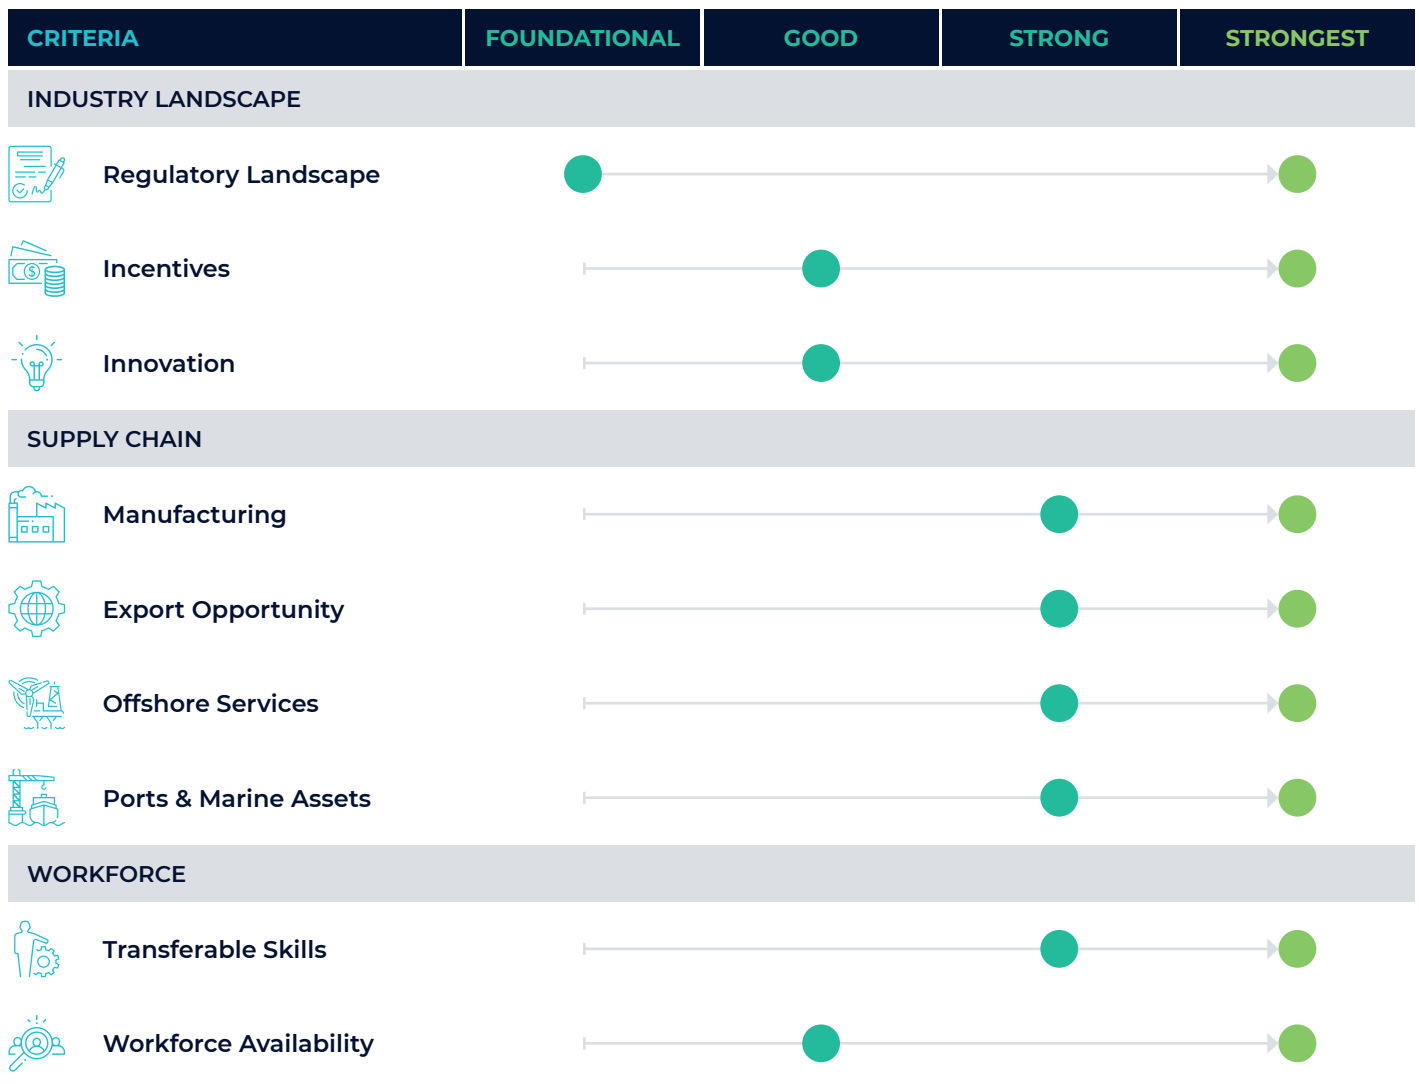 CRITERIA FOUNDATIONAL GOOD STRONG STRONGEST
INDUSTRY LANDSCAPE
Regulatory Landscape
Incentives
$
Innovation
SUPPLY CHAIN
Manufacturing
Export Opportunity
Offshore Services
Ports & Marine Assets
WORKFORCE
Transferable Skills
Workforce Availability